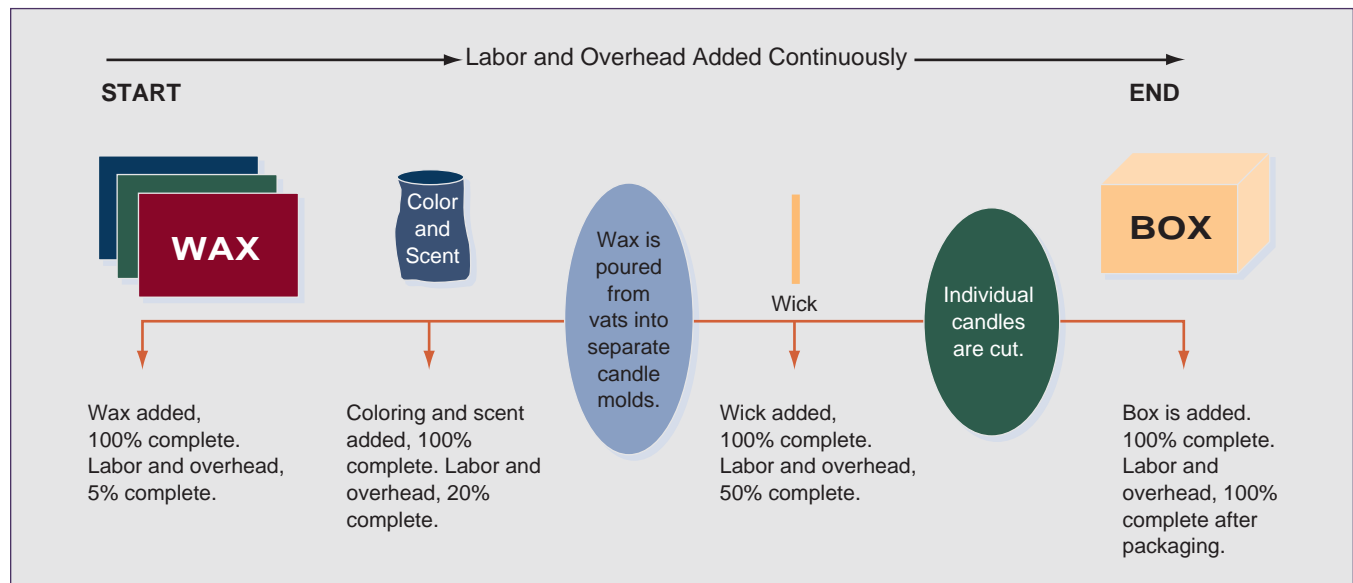 Labor and Overhead Added Continuously
START
END
WAX
Color
and
Scent
Wax is
poured
from
vats into
separate
candle
molds.
Wick
Individual
candles
are cut.
BOX
Wax added,
100% complete.
Labor and overhead,
5% complete.
Coloring and scent
added, 100%
complete. Labor and
overhead, 20%
complete.
Wick added,
100% complete.
Labor and overhead,
50% complete.
Box is added.
100% complete.
Labor and
overhead, 100%
complete after
packaging.